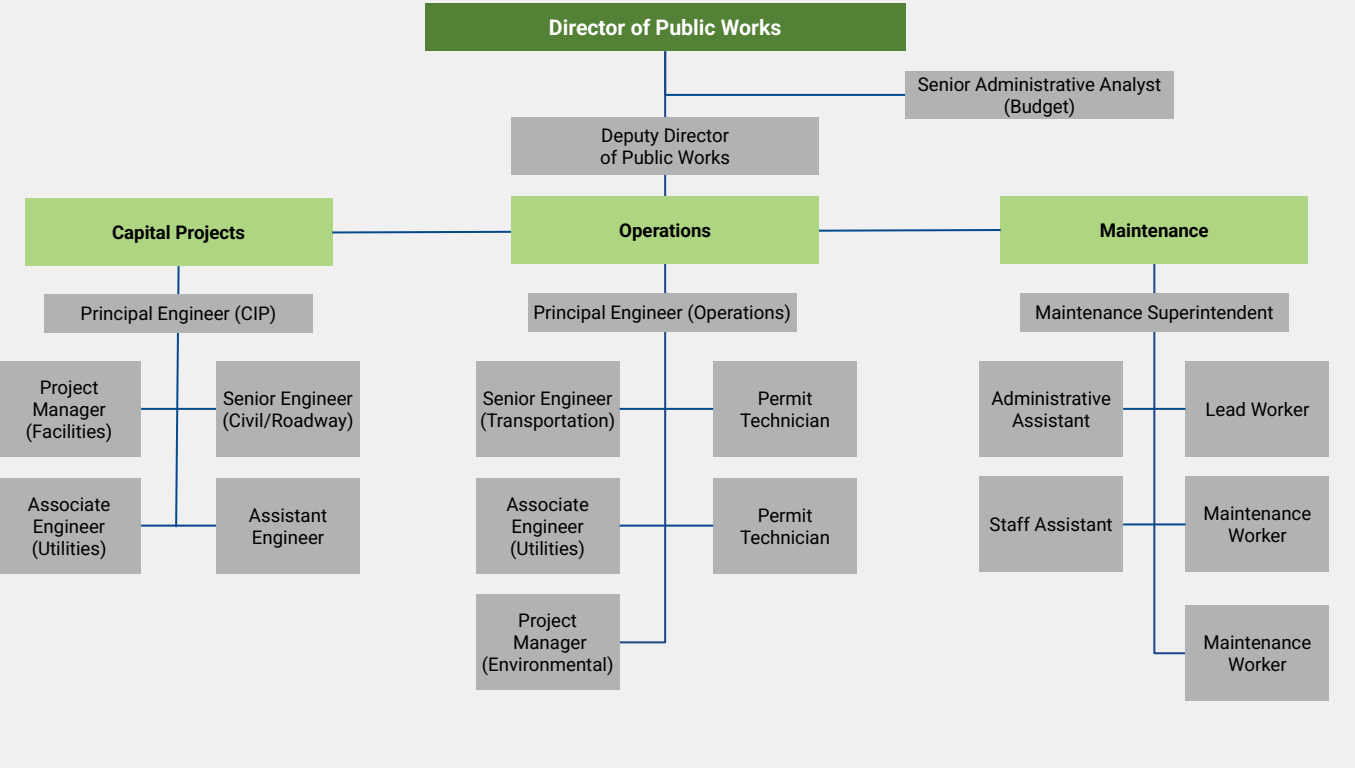 Director of Public Works
Senior Administrative Analyst
(Budget)
Deputy Director
of Public Works
Capital Projects
Operations
Maintenance
Principal Engineer (CIP)
Principal Engineer (Operations)
Maintenance Superintendent
Project
Manager
(Facilities)
Senior Engineer
(Civil/Roadway)
Senior Engineer
(Transportation)
Permit
Technician
Administrative
Assistant
Lead Worker
Associate
Engineer
(Utilities)
Assistant
Engineer
Associate
Engineer
(Utilities)
Permit
Technician
Staff Assistant
Maintenance
Worker
Project
Manager
(Environmental)
Maintenance
Worker